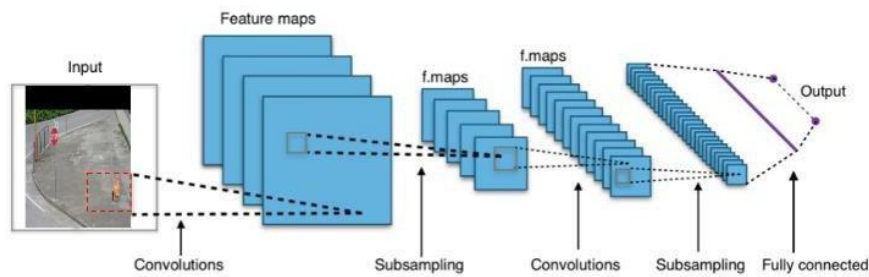 Feature maps
Input
f.maps
f.maps
Output
Convolutions
Subsampling
Convolutions
Subsampling
Fully connected